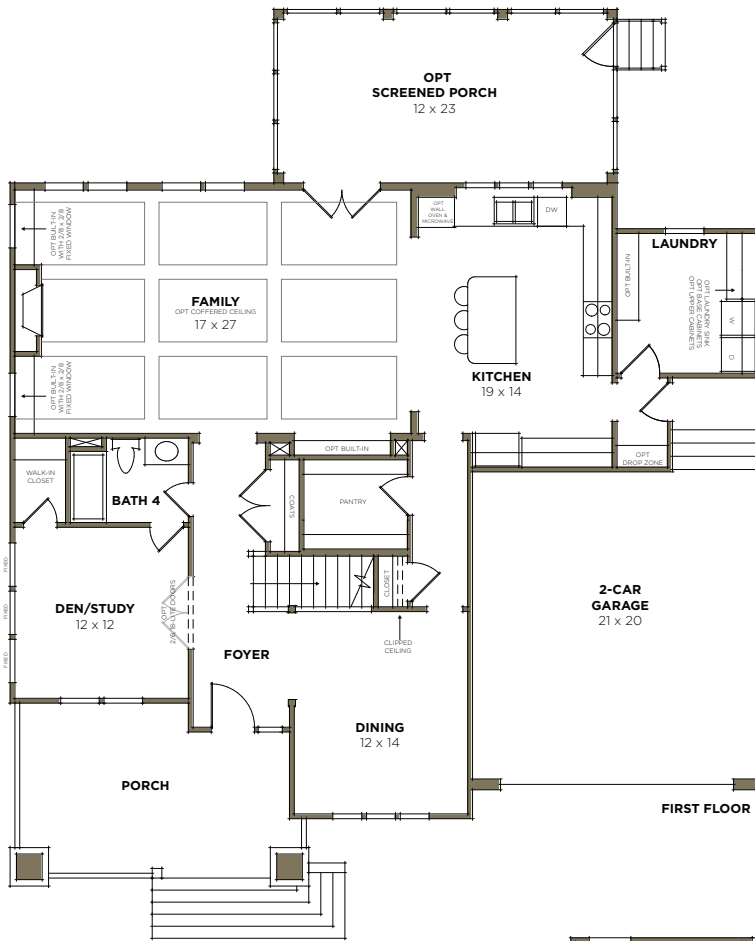 OPT
SCREENED PORCH
12 x 23
OPT BUILT-IN
WITH 2/8 x 2/8
FIXED WINDOW
OPT
WALL
OVEN &
MICROWAVE
DW
LAUNDRY
OPT BUILT-IN
OPT LAUNDRY SINK
OPT BASE CABINETS
OPT UPPER CABINETS
W
D
FAMILY
OPT COFFERED CEILING
17 x 27
OPT BUILT-IN
WITH 2/8 x 2/8
FIXED WINDOW
KITCHEN
19 x 14
OPT BUILT-IN
OPT
DROP ZONE
WALK-IN
CLOSET
BATH 4
COATS
PANTRY
FIXED
FIXED
FIXED
DEN/STUDY
12 x 12
OPT
2/6 18-LITE DOORS
CLOSET
CLIPPED
CEILING
2-CAR
GARAGE
21 x 20
FOYER
DINING
12 x 14
PORCH
FIRST FLOOR